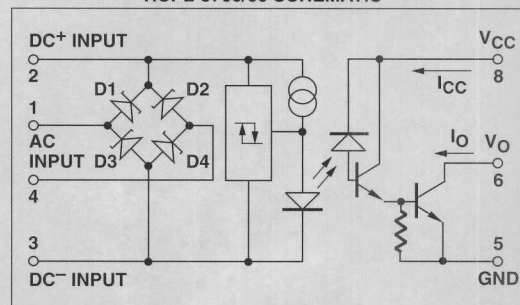 SCHEMATIC
DC+ INPUT
2
D1
D2
1
AC
INPUT
D3
D4
4
3
DC− INPUT
VCC
8
ICC
IO
VO
6
5
GND